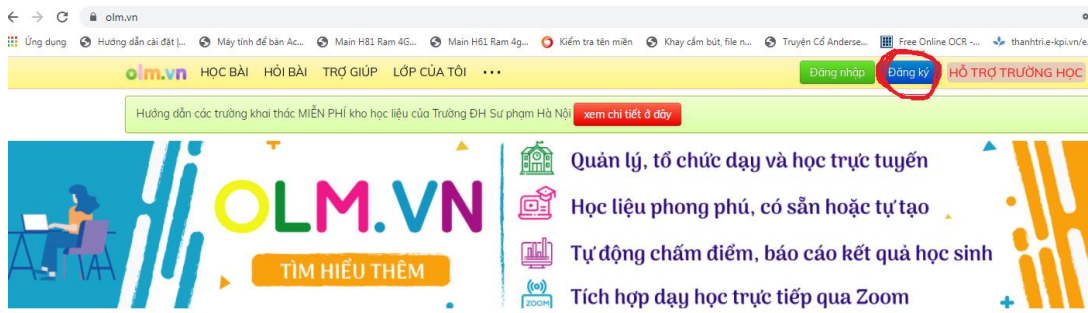 olm.vn
Ứng dụng Hướng dẫn cài đặt |... Máy tính để bàn Ac... Main H81 Ram 4G... Main H61 Ram 4g... Kiểm tra tên miền Khay cắm bút, file n... Truyện Cổ Anderse... Free Online OCR -... thanhtri.e-kpi.vn/e.
olm.vn HỌC BÀI HỎI BÀI TRỢ GIÚP LỚP CỦA TÔI ••• Đăng nhập Đăng ký HỖ TRỢ TRƯỜNG HỌC
Hướng dẫn các trường khai thác MIỄN PHÍ kho học liệu của Trường ĐH Sư phạm Hà Nội xem chi tiết ở đây
OLM.VN
TÌM HIỂU THÊM
Quản lý, tổ chức dạy và học trực tuyến
Học liệu phong phú, có sẵn hoặc tự tạo
Tự động chấm điểm, báo cáo kết quả học sinh
ZOOM Tích hợp dạy học trực tiếp qua Zoom